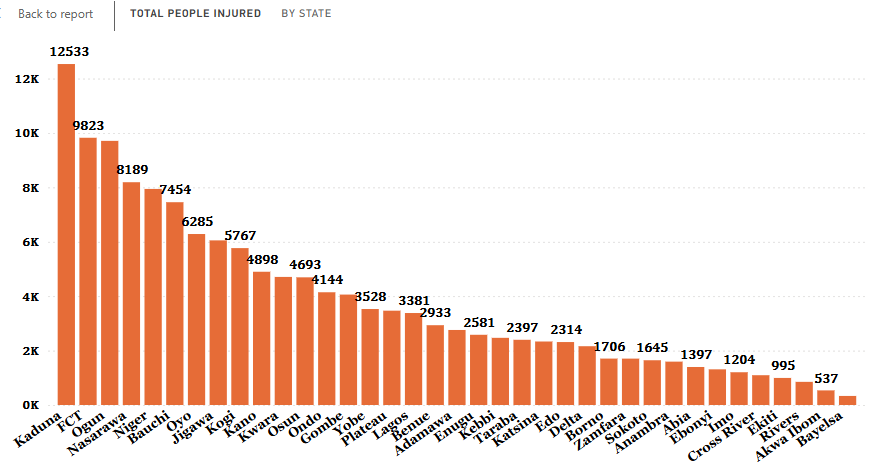 Back to report
TOTAL PEOPLE INJURED BY STATE
12533
9823
8189
7454
6285
5767
4898
4693
4144
3528
3381
2933
2581
2397
2314
1706
1645
1397
1204
995
537
12K
10K
8K
6K
4K
2K
0K
Kaduna
FCT
Ogun
Nasarawa
Niger
Bauchi
Oyo
Jigawa
Kogi
Kano
Kwara
Osun
Ondo
Gombe
Yobe
Plateau
Lagos
Benue
Adamawa
Enugu
Kebbi
Taraba
Katsina
Edo
Delta
Borno
Zamfara
Sokoto
Anambra
Abia
Ebonyi
Imo
Cross River
Ekiti
Rivers
Akwa Ibom
Bayelsa